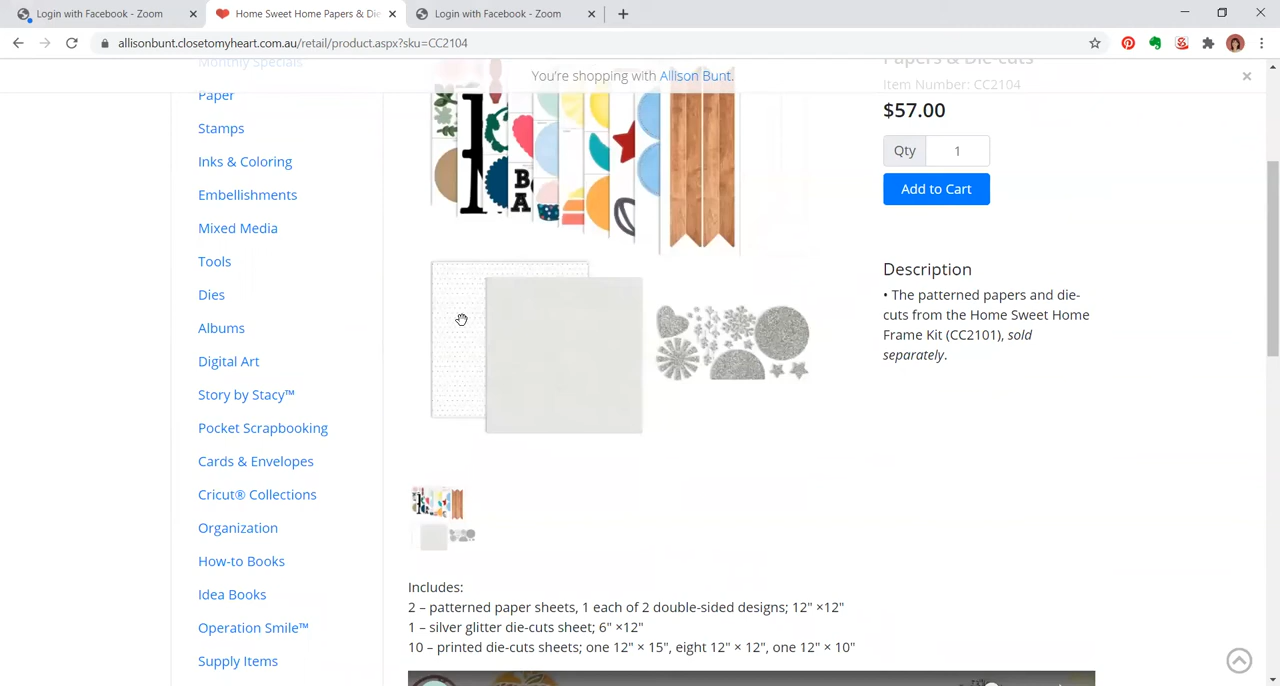 Login with Facebook - Zoom
Home Sweet Home Papers & Die
Login with Facebook - Zoom
allisonbunt.closetomyheart.com.au/retail/product.aspx?sku=CC2104
You're shopping with Allison Bunt.
Monthly Specials
Paper
Stamps
Inks & Coloring
Embellishments
Mixed Media
Tools
Dies
Albums
Digital Art
Story by Stacy™
Pocket Scrapbooking
Cards & Envelopes
Cricut® Collections
Organization
How-to Books
Idea Books
Operation Smile™
Supply Items
Papers & Die-cuts
Item Number: CC2104
$57.00
Qty 1
Add to Cart
Description
• The patterned papers and die-
cuts from the Home Sweet Home
Frame Kit (CC2101), sold
separately.
Includes:
2 – patterned paper sheets, 1 each of 2 double-sided designs; 12" ×12"
1 – silver glitter die-cuts sheet; 6" ×12"
10 – printed die-cuts sheets; one 12" × 15", eight 12" × 12", one 12" × 10"